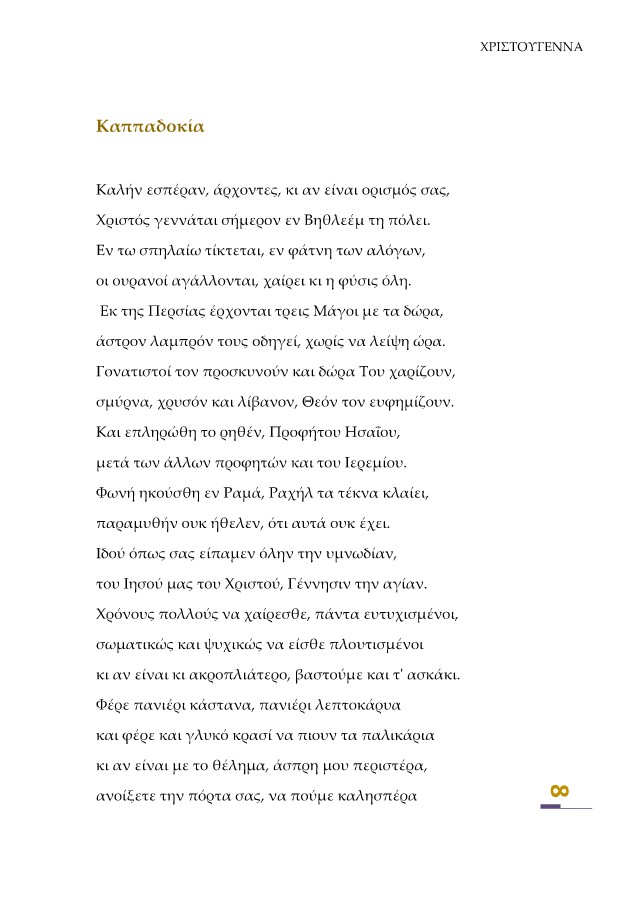 ΧΡΙΣΤΟΥΓΕΝΝΑ
Καππαδοκία
Καλήν εσπέραν, άρχοντες, κι αν είναι ορισμός σας,
Χριστός γεννάται σήμερον εν Βηθλεέμ τη πόλει.
Εν τω σπηλαίω τίκτεται, εν φάτνη των αλόγων,
οι ουρανοί αγάλλονται, χαίρει κι η φύσις όλη.
Εκ της Περσίας έρχονται τρεις Μάγοι με τα δώρα,
άστρον λαμπρόν τους οδηγεί, χωρίς να λείψη ώρα.
Γονατιστοί τον προσκυνούν και δώρα Του χαρίζουν,
σμύρνα, χρυσόν και λίβανον, Θεόν τον ευφημίζουν.
Και επληρώθη το ρηθέν, Προφήτου Ησαΐου,
μετά των άλλων προφητών και του Ιερεμίου.
Φωνή ηκούσθη εν Ραμά, Ραχήλ τα τέκνα κλαίει,
παραμυθήν ουκ ήθελεν, ότι αυτά ουκ έχει.
Ιδού όπως σας είπαμεν όλην την υμνωδίαν,
του Ιησού μας του Χριστού, Γέννησιν την αγίαν.
Χρόνους πολλούς να χαίρεσθε, πάντα ευτυχισμένοι,
σωματικώς και ψυχικώς να είσθε πλουτισμένοι
κι αν είναι κι ακροπλιάτερο, βαστούμε και τ' ασκάκι.
Φέρε πανιέρι κάστανα, πανιέρι λεπτοκάρυα
και φέρε και γλυκό κρασί να πιουν τα παλικάρια
κι αν είναι με το θέλημα, άσπρη μου περιστέρα,
ανοίξετε την πόρτα σας, να πούμε καλησπέρα
8